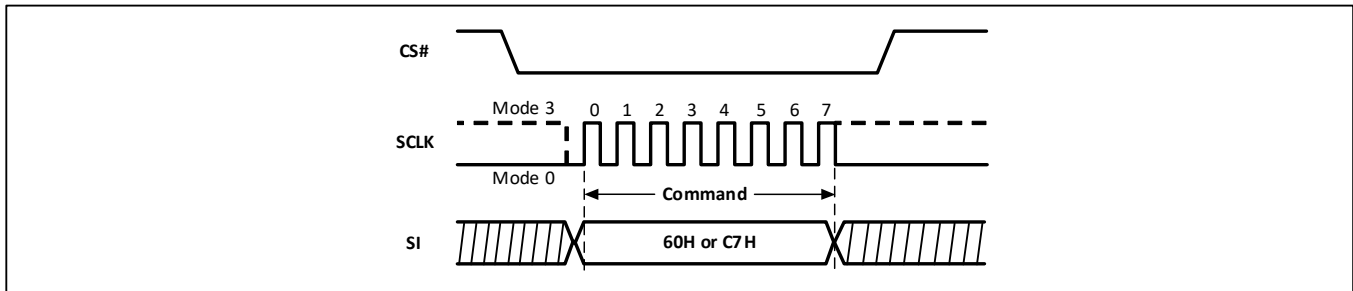 CS#
Mode 3
0 1 2 3 4 5 6 7
SCLK
Mode 0
Command
SI
60H or C7H